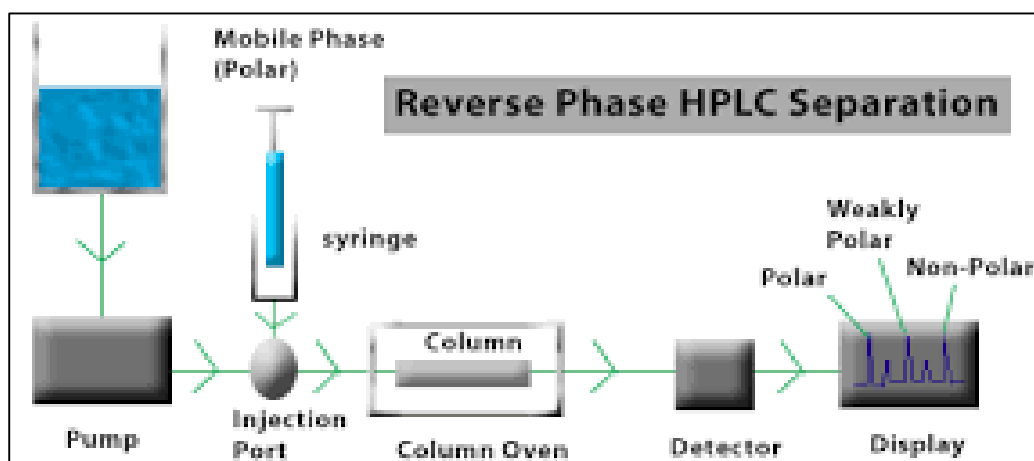 Mobile Phase
(Polar)
Reverse Phase HPLC Separation
syringe
Weakly
Polar
Non-Polar
Polar
Column
Pump
Injection
Port
Column Oven
Detector
Display